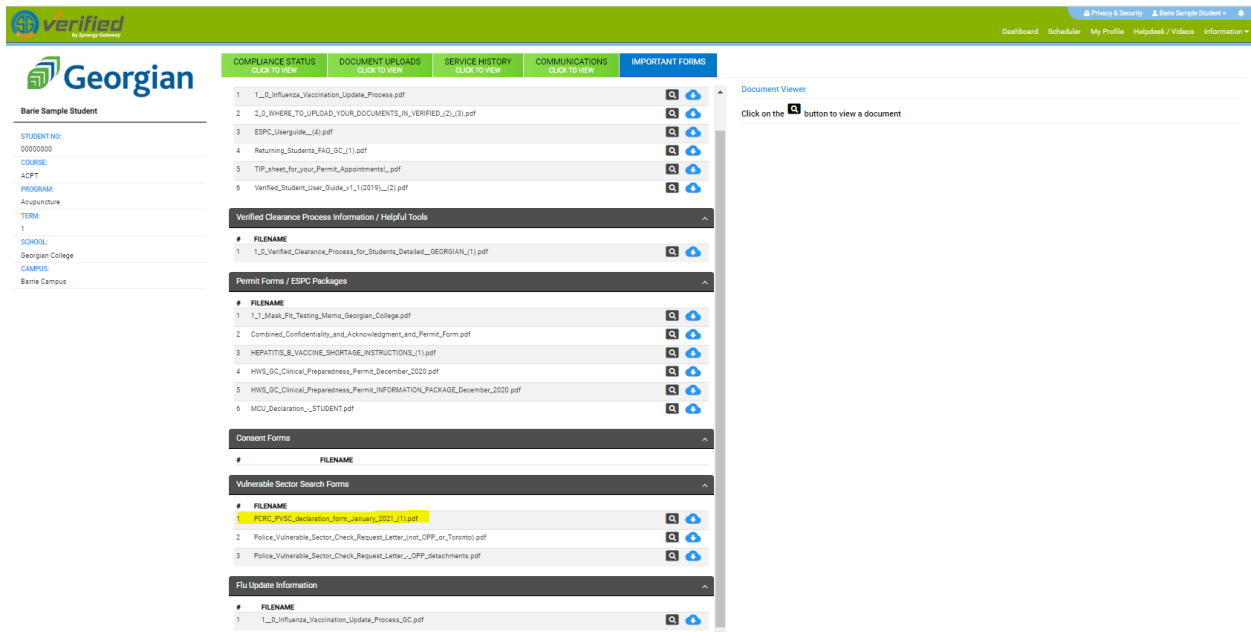 verified
by Synergy Gateway
Privacy & Security Barie Sample Student
Dashboard Scheduler My Profile Helpdesk / Videos Information
Georgian
Barie Sample Student
STUDENT NO:
00000000
COURSE:
ACPT
PROGRAM:
Acupuncture
TERM:
1
SCHOOL:
Georgian College
CAMPUS:
Barrie Campus
COMPLIANCE STATUS
CLICK TO VIEW
DOCUMENT UPLOADS
CLICK TO VIEW
SERVICE HISTORY
CLICK TO VIEW
COMMUNICATIONS
CLICK TO VIEW
IMPORTANT FORMS
1 1__0_Influenza_Vaccination_Update_Process.pdf
2 2_0_WHERE_TO_UPLOAD_YOUR_DOCUMENTS_IN_VERIFIED_(2)_(3).pdf
3 ESPC_Userguide__(4).pdf
4 Returning_Students_FAQ_GC_(1).pdf
5 TIP_sheet_for_your_Permit_Appointments!_.pdf
6 Verified_Student_User_Guide_v1_1(2019)__(2).pdf
Verified Clearance Process Information / Helpful Tools
# FILENAME
1 1_0_Verified_Clearance_Process_for_Students_Detailed__GEORGIAN_(1).pdf
Permit Forms / ESPC Packages
# FILENAME
1 1_1_Mask_Fit_Testing_Memo_Georgian_College.pdf
2 Combined_Confidentiality_and_Acknowledgment_and_Permit_Form.pdf
3 HEPATITIS_B_VACCINE_SHORTAGE_INSTRUCTIONS_(1).pdf
4 HWS_GC_Clinical_Preparedness_Permit_December_2020.pdf
5 HWS_GC_Clinical_Preparedness_Permit_INFORMATION_PACKAGE_December_2020.pdf
6 MCU_Declaration_-_STUDENT.pdf
Consent Forms
# FILENAME
Vulnerable Sector Search Forms
# FILENAME
1 PCRC_PVSC_declaration_form_January_2021_(1).pdf
2 Police_Vulnerable_Sector_Check_Request_Letter_(not_OPP_or_Toronto).pdf
3 Police_Vulnerable_Sector_Check_Request_Letter_-_OPP_detachments.pdf
Flu Update Information
# FILENAME
1 1__0_Influenza_Vaccination_Update_Process_GC.pdf
Document Viewer
Click on the button to view a document